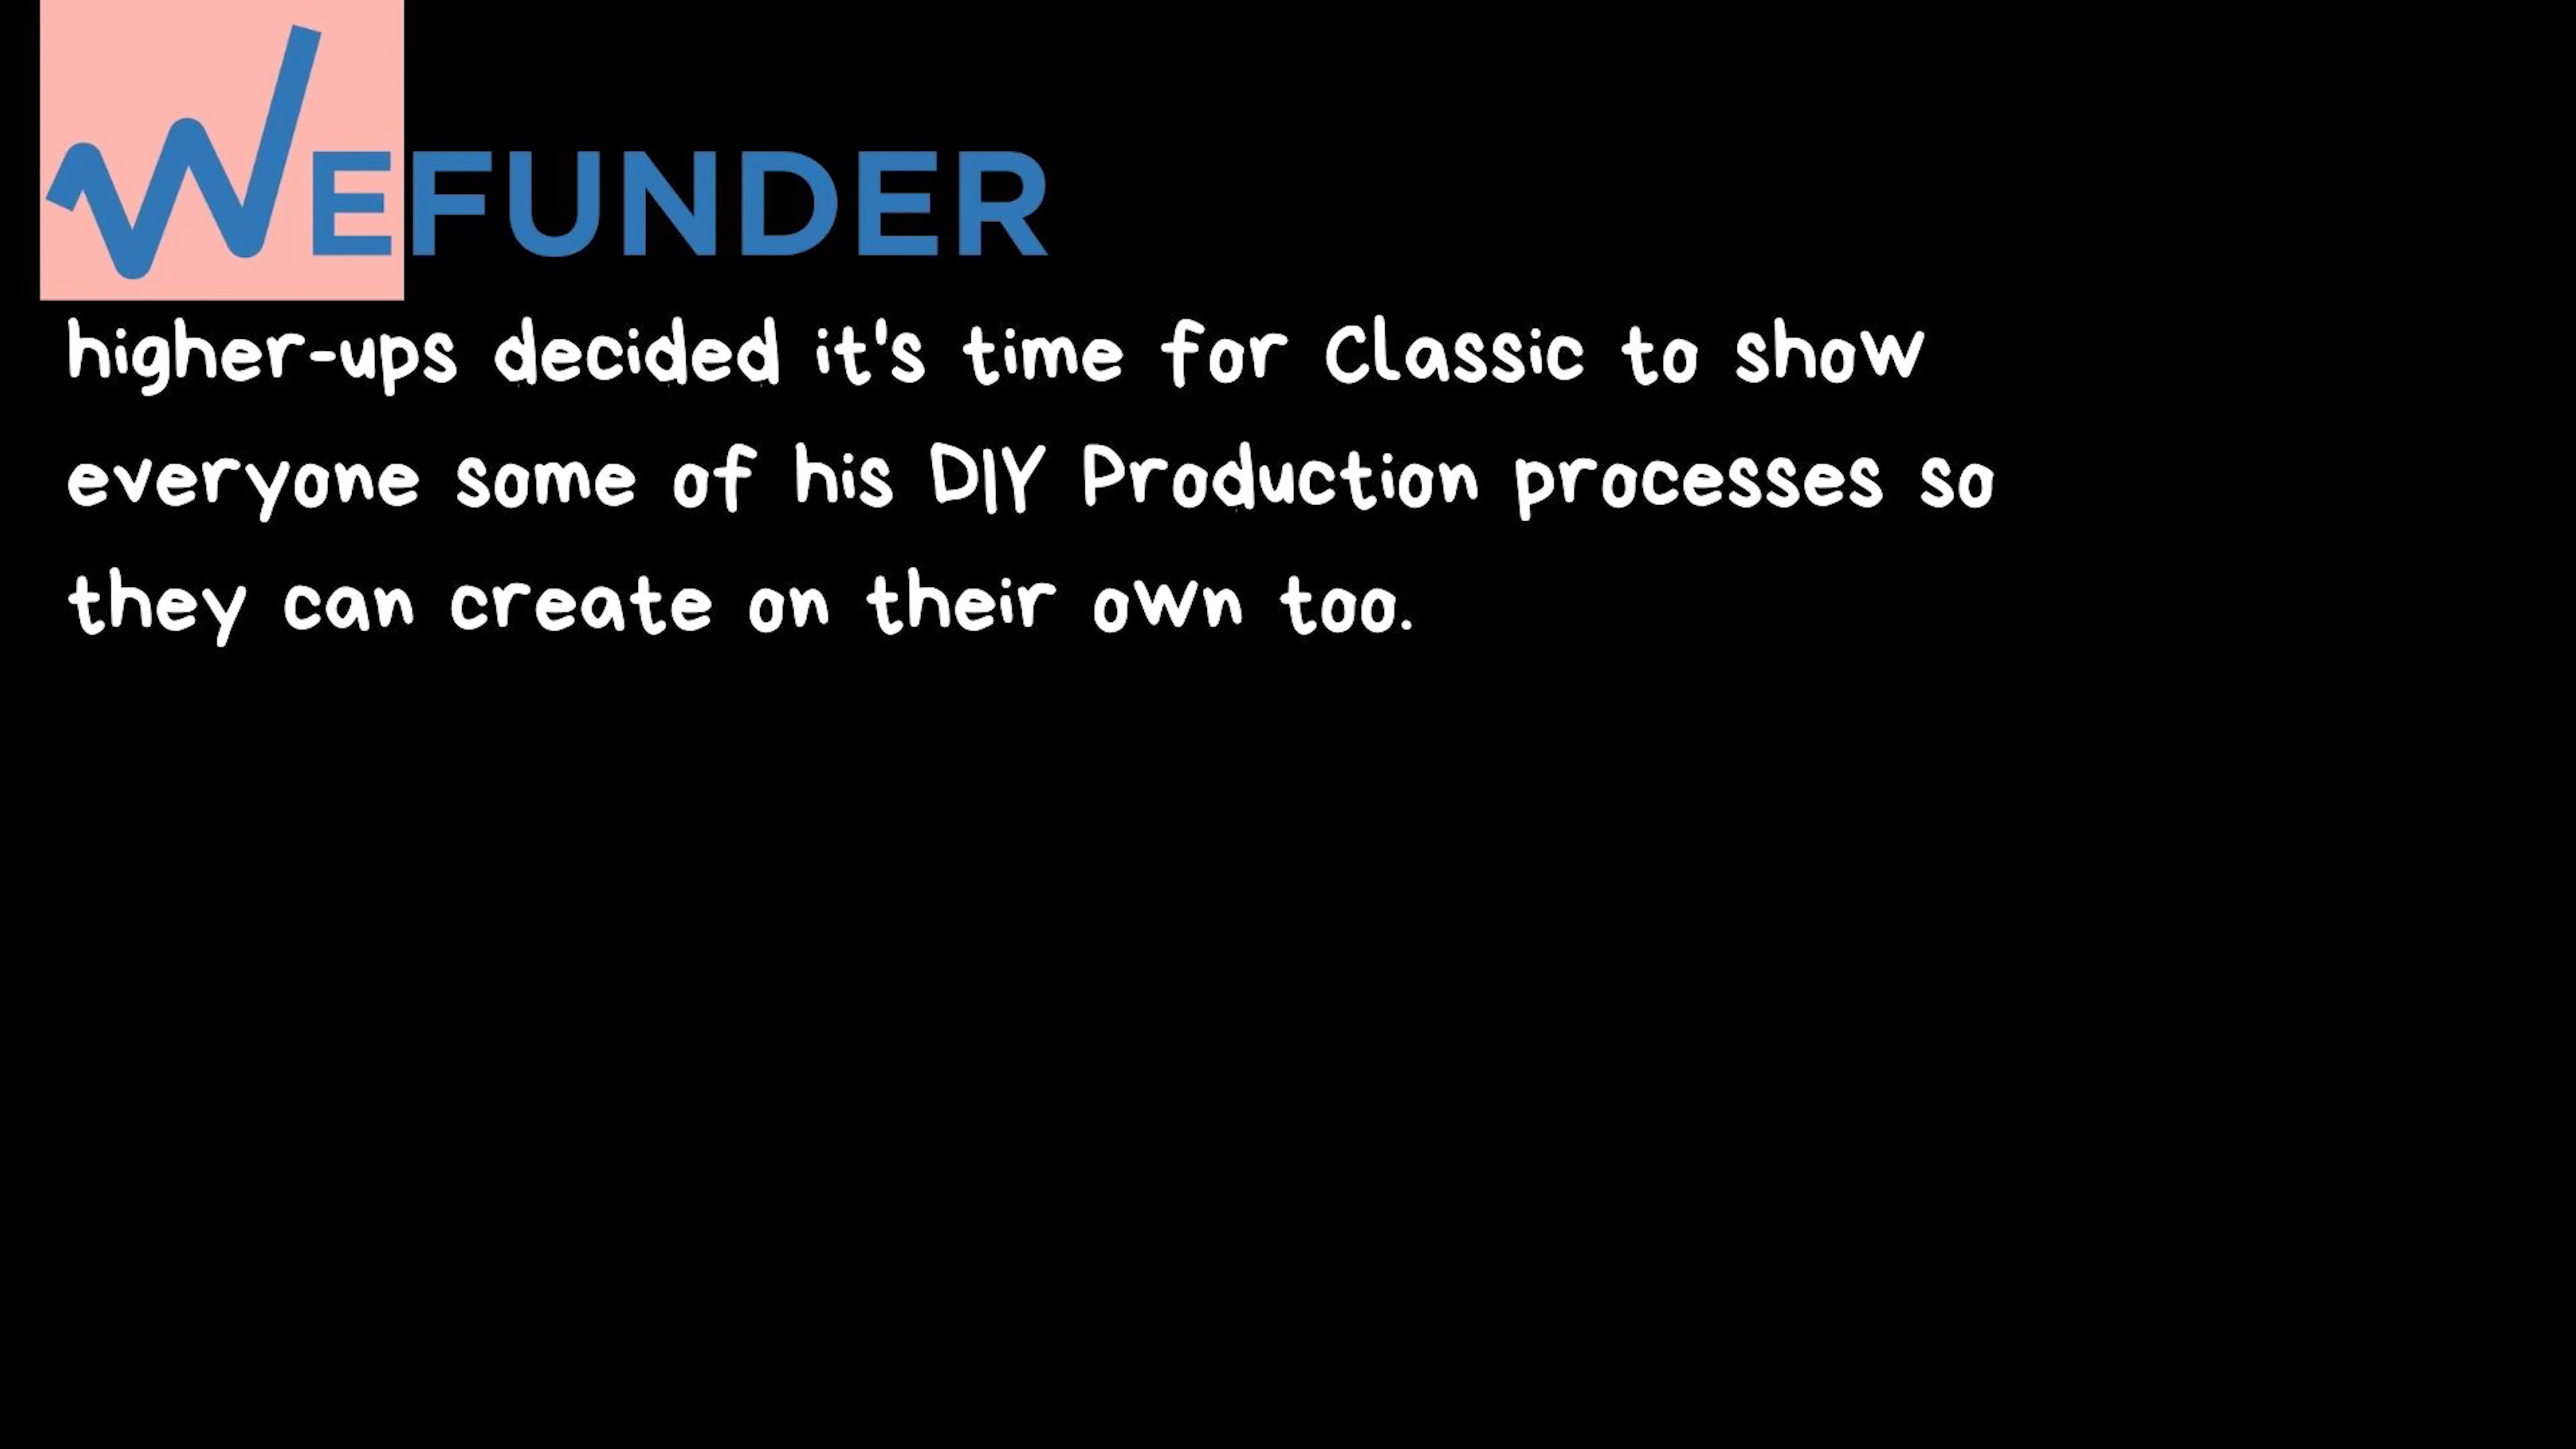 WEFUNDER
higher-ups decided it's time for Classic to show
everyone some of his DIY Production processes so
they can create on their own too.